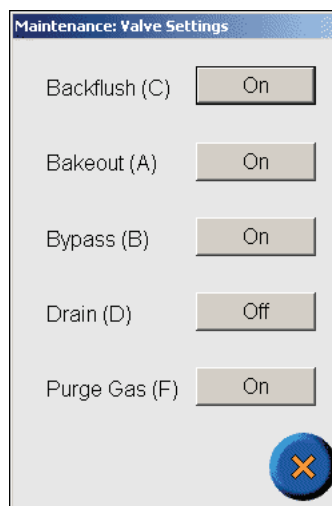 Maintenance: Valve Settings
Backflush (C) On
Bakeout (A) On
Bypass (B) On
Drain (D) Off
Purge Gas (F) On